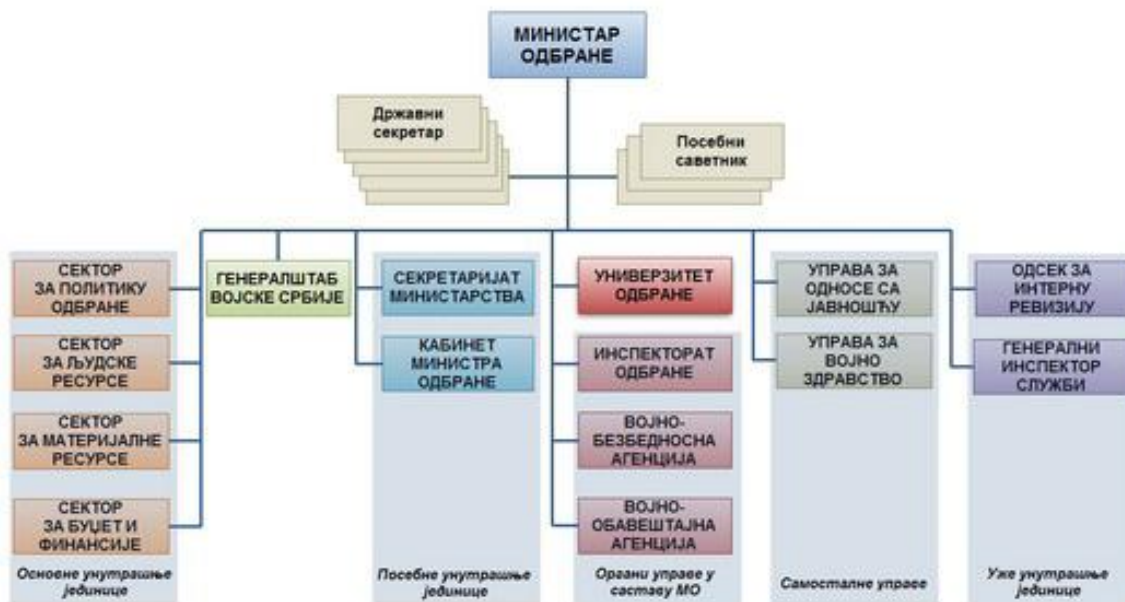 МИНИСТАР
ОДБРАНЕ
Државни
секретар
Посебни
саветник
СЕКТОР
ЗА ПОЛИТИКУ
ОДБРАНЕ
СЕКТОР
ЗА ЉУДСКЕ
РЕСУРСЕ
СЕКТОР
ЗА МАТЕРИЈАЛНЕ
РЕСУРСЕ
СЕКТОР
ЗА БУЏЕТ И
ФИНАНСИЈЕ
Основне унутрашње
јединице
ГЕНЕРАЛШТАБ
ВОЈСКЕ СРБИЈЕ
СЕКРЕТАРИЈАТ
МИНИСТАРСТВА
КАБИНЕТ
МИНИСТРА
ОДБРАНЕ
Посебне унутрашње
јединице
УНИВЕРЗИТЕТ
ОДБРАНЕ
ИНСПЕКТОРАТ
ОДБРАНЕ
ВОЈНО-
БЕЗБЕДНОСНА
АГЕНЦИЈА
ВОЈНО-
ОБАВЕШТАЈНА
АГЕНЦИЈА
Органи управе у
саставу МО
УПРАВА ЗА
ОДНОСЕ СА
ЈАВНОШЋУ
УПРАВА ЗА
ВОЈНО
ЗДРАВСТВО
Самосталне управе
ОДСЕК ЗА
ИНТЕРНУ
РЕВИЗИЈУ
ГЕНЕРАЛНИ
ИНСПЕКТОР
СЛУЖБИ
Уже унутрашње
јединице